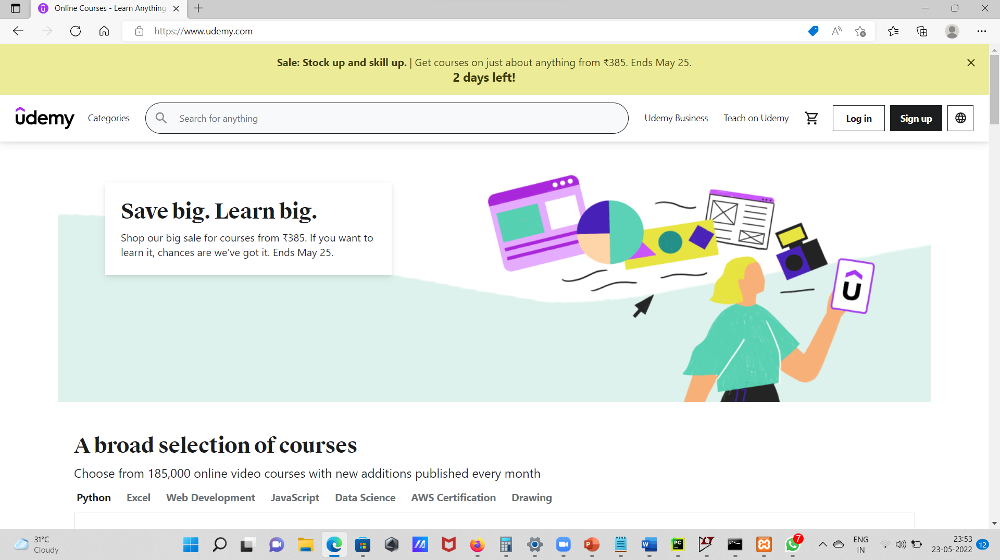 Online Courses - Learn Anything
https://www.udemy.com
Sale: Stock up and skill up. | Get courses on just about anything from ₹385. Ends May 25.
2 days left!
udemy
Categories
Search for anything
Udemy Business
Teach on Udemy
Log in
Sign up
Save big. Learn big.
Shop our big sale for courses from ₹385. If you want to
learn it, chances are we’ve got it. Ends May 25.
A broad selection of courses
Choose from 185,000 online video courses with new additions published every month
Python Excel Web Development JavaScript Data Science AWS Certification Drawing
31°C
Cloudy
7
ENG
IN
23:53
23-05-2022
12